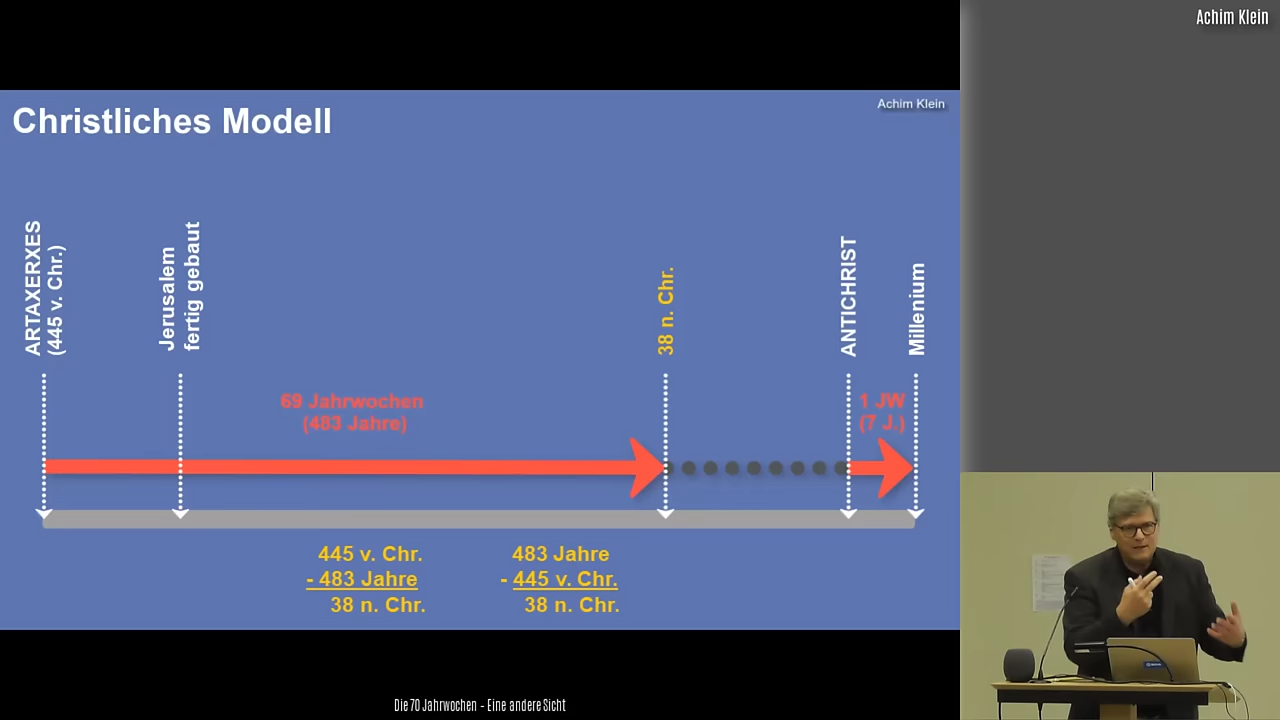 Achim Klein
Achim Klein
Christliches Modell
ARTAXERXES
(445 v. Chr.)
Jerusalem
fertig gebaut
38 n. Chr.
ANTICHRIST
Millenium
69 Jahrwochen
(483 Jahre)
1 JW
(7 J.)
445 v. Chr.
- 483 Jahre
38 n. Chr.
483 Jahre
- 445 v. Chr.
38 n. Chr.
Die 70 Jahrwochen – Eine andere Sicht